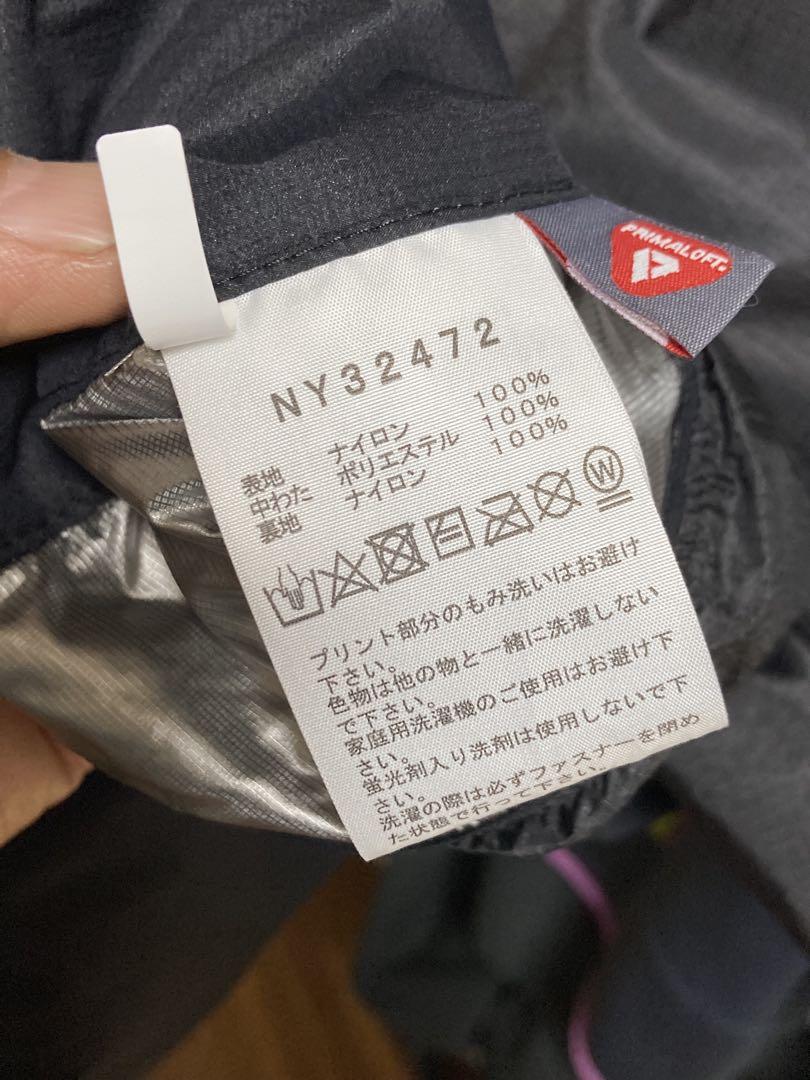 PRIMALOFT®
NY32472
表地 ナイロン 100%
中わた ポリエステル 100%
裏地 ナイロン 100%
W
プリント部分のもみ洗いはお避け
下さい。
色物は他の物と一緒に洗濯しない
で下さい。
家庭用洗濯機のご使用はお避け下
さい。
蛍光剤入り洗剤は使用しないで下
さい。
洗濯の際は必ずファスナーを閉め
た状態で行って下さい。